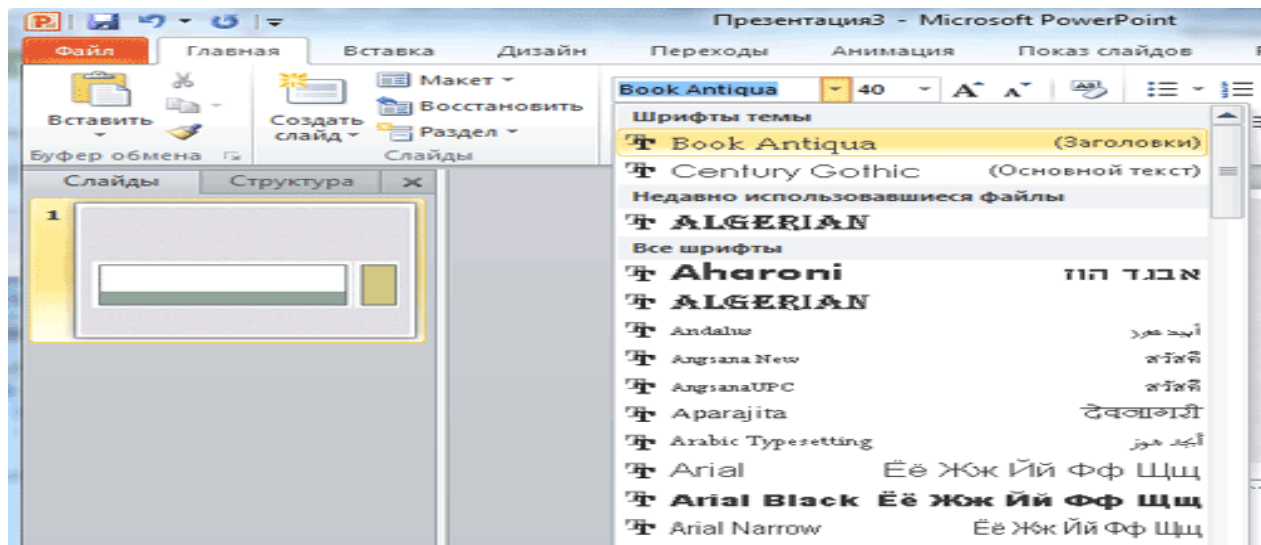 Презентация3 - Microsoft PowerPoint
Файл Главная Вставка Дизайн Переходы Анимация Показ слайдов
Вставить
Буфер обмена
Создать слайд
Макет
Восстановить
Раздел
Слайды
Book Antiqua 40
Слайды Структура
1
Шрифты темы
Book Antiqua (Заголовки)
Century Gothic (Основной текст)
Недавно использовавшиеся файлы
ALGERIAN
Все шрифты
Aharoni אבגד הוז
ALGERIAN
Andalus أبجد هوز
Angsana New สวัสดี
AngsanaUPC สวัสดี
Aparajita देवनागरी
Arabic Typesetting أبجد هوز
Arial Ёё Жж Йй Фф Щщ
Arial Black Ёё Жж Йй Фф Щщ
Arial Narrow Ёё Жж Йй Фф Щщ